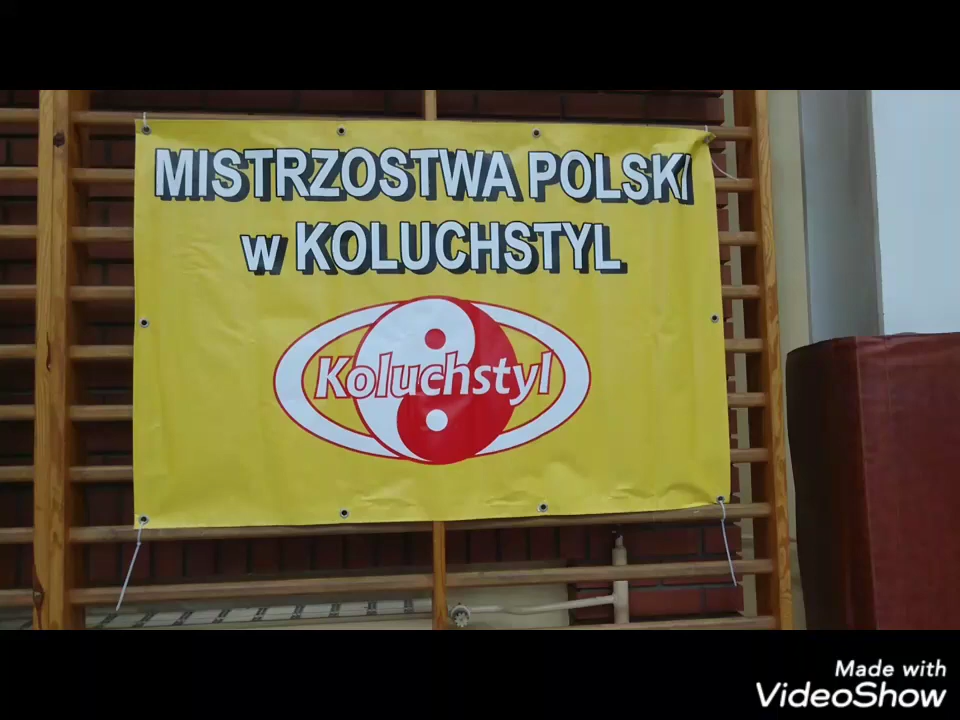 MISTRZOSTWA POLSKI
w KOLUCHSTYL
Koluchstyl
Made with
VideoShow